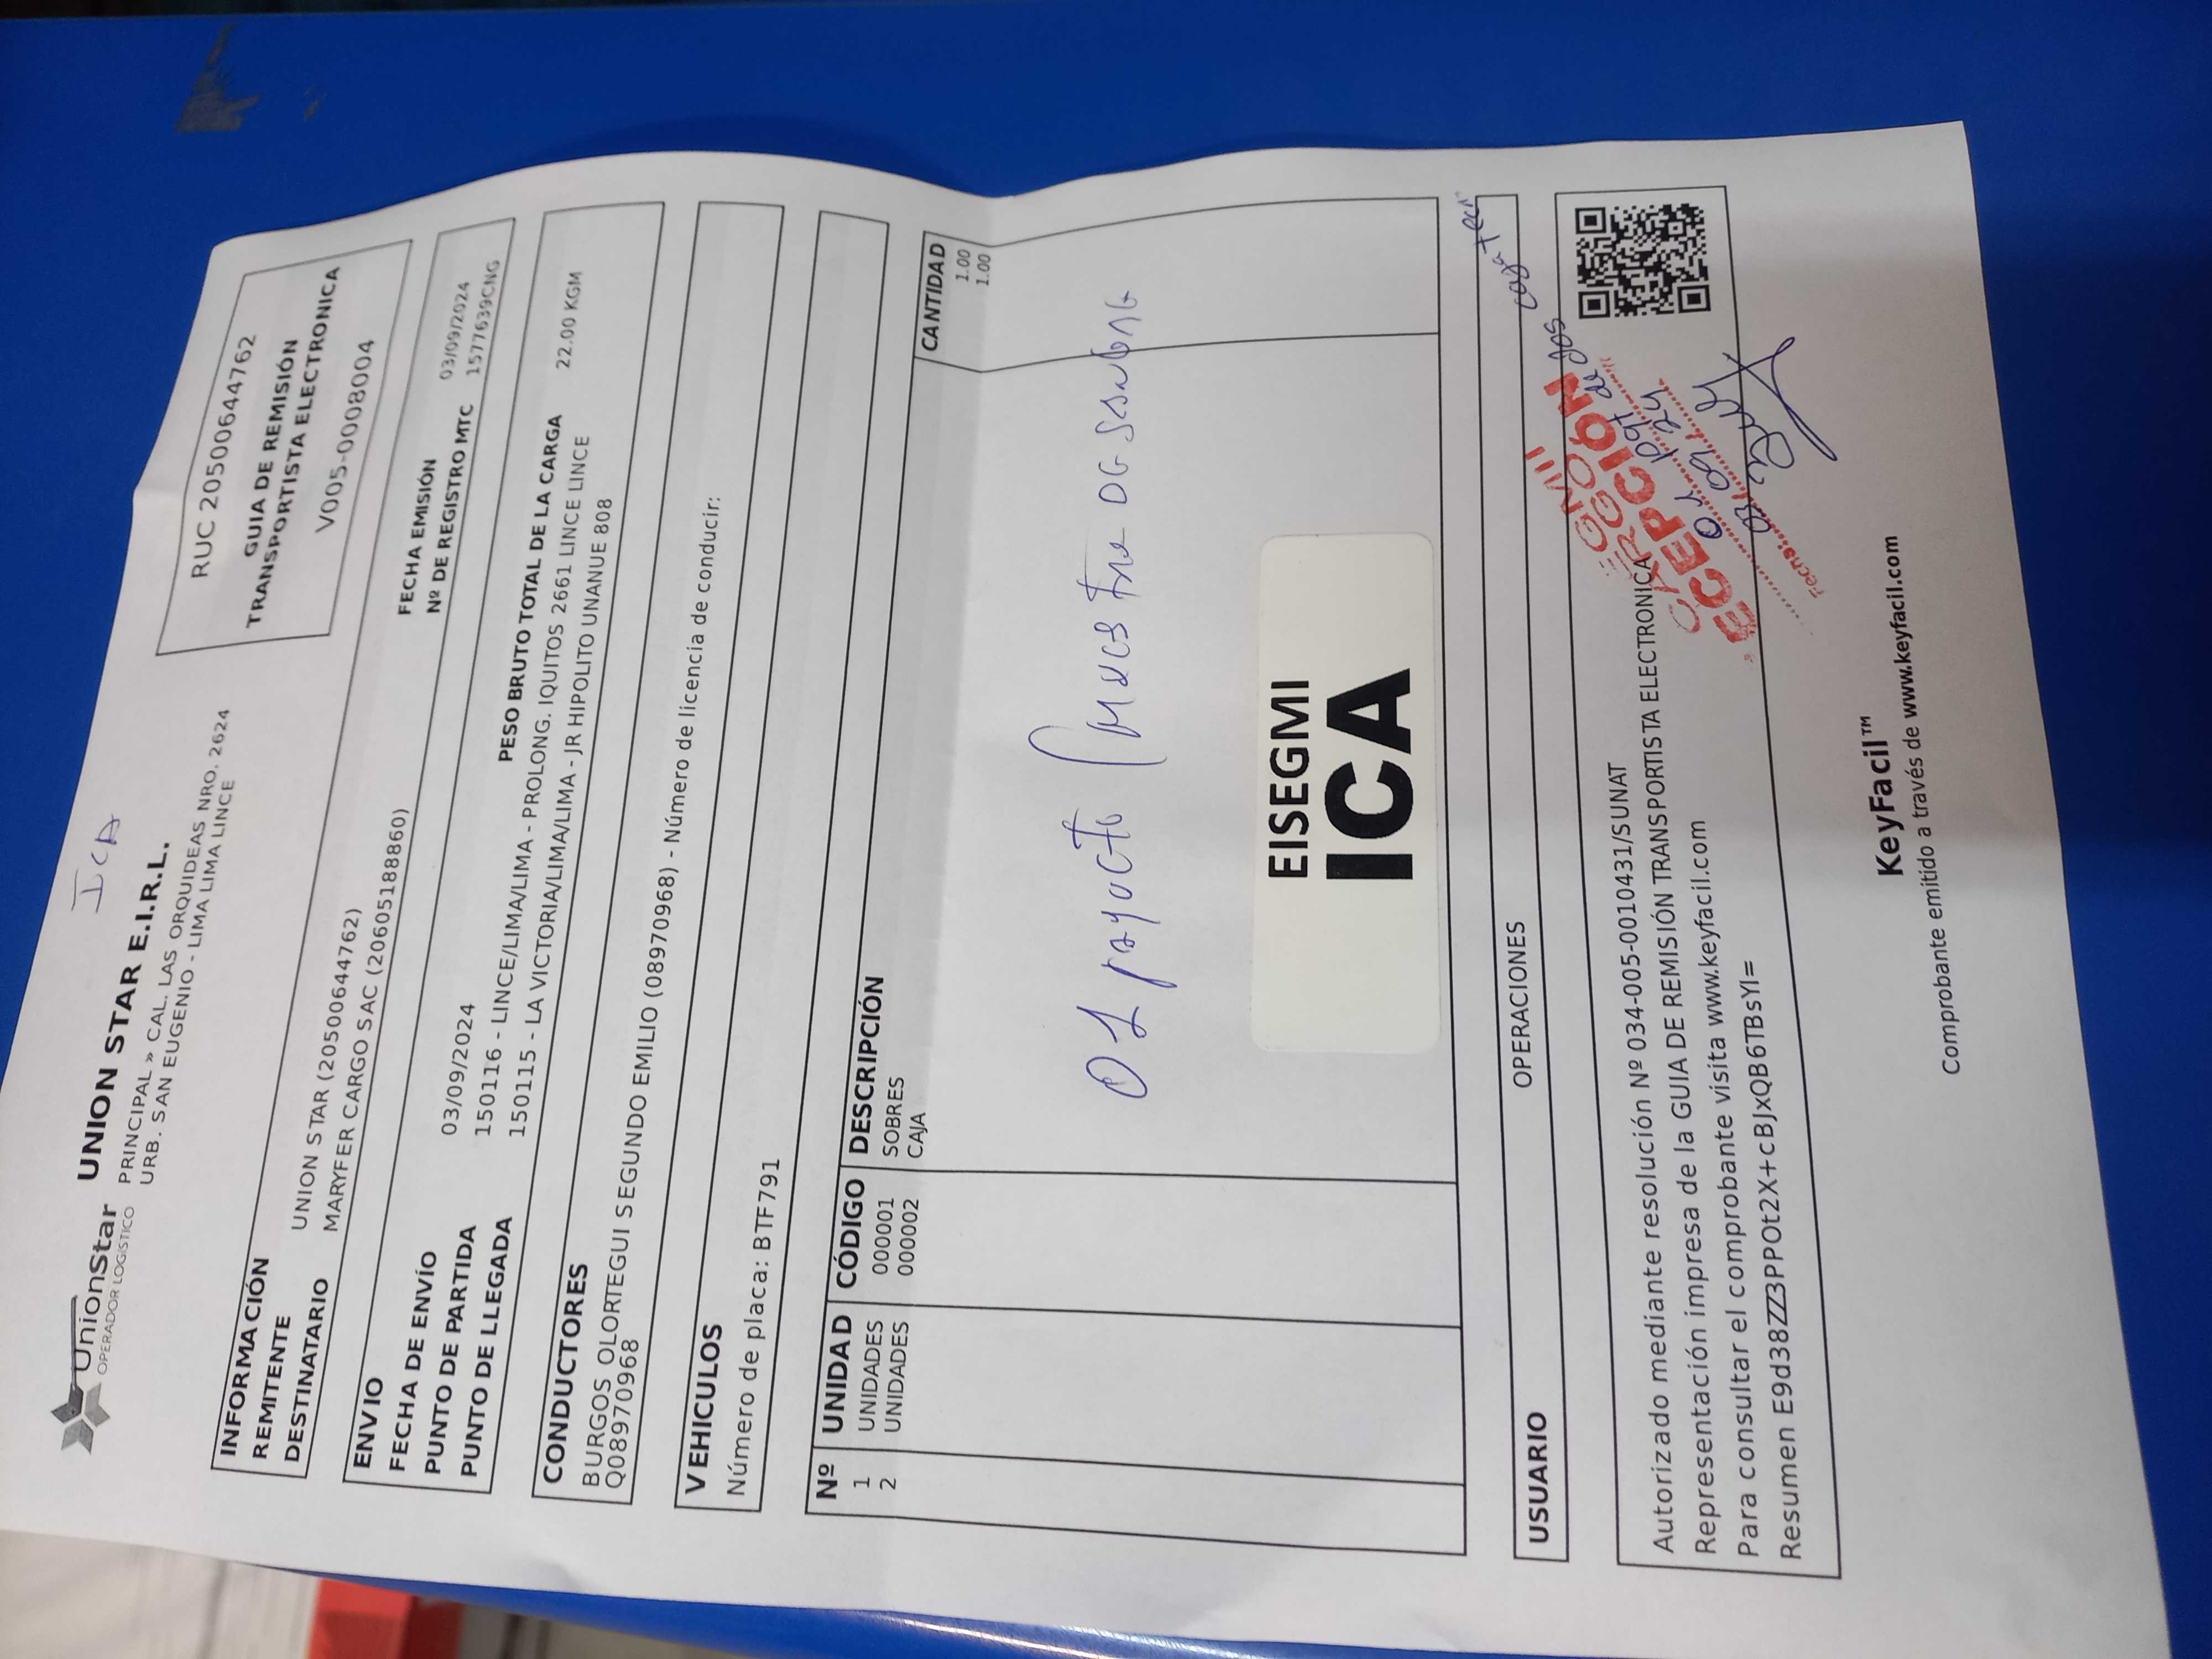 ICA
UnionStar
OPERADOR LOGÍSTICO
UNION STAR E.I.R.L.
PRINCIPAL » CAL. LAS ORQUIDEAS NRO. 2624
URB. SAN EUGENIO - LIMA LIMA LINCE
RUC 20500644762
GUIA DE REMISIÓN
TRANSPORTISTA ELECTRONICA
V005-0008004
INFORMACIÓN
REMITENTE UNION STAR (20500644762)
DESTINATARIO MARYFER CARGO SAC (20605188860)
FECHA EMISIÓN 03/09/2024
Nº DE REGISTRO MTC 1577639CNG
ENVIO
FECHA DE ENVÍO 03/09/2024
PESO BRUTO TOTAL DE LA CARGA 22.00 KGM
PUNTO DE PARTIDA 150116 - LINCE/LIMA/LIMA - PROLONG. IQUITOS 2661 LINCE LINCE
PUNTO DE LLEGADA 150115 - LA VICTORIA/LIMA/LIMA - JR HIPOLITO UNANUE 808
CONDUCTORES
BURGOS OLORTEGUI SEGUNDO EMILIO (08970968) - Número de licencia de conducir:
Q08970968
VEHICULOS
Número de placa: BTF791
Nº UNIDAD CÓDIGO DESCRIPCIÓN CANTIDAD
1 UNIDADES 000001 SOBRES 1.00
2 UNIDADES 000002 CAJA 1.00
01
EISEGMI
ICA
USUARIO OPERACIONES
Autorizado mediante resolución Nº 034-005-0010431/SUNAT
Representación impresa de la GUIA DE REMISIÓN TRANSPORTISTA ELECTRONICA
Para consultar el comprobante visita www.keyfacil.com
Resumen E9d38ZZ3PPOt2X+cBJxQB6TBsYI=
KeyFacil™
Comprobante emitido a través de www.keyfacil.com